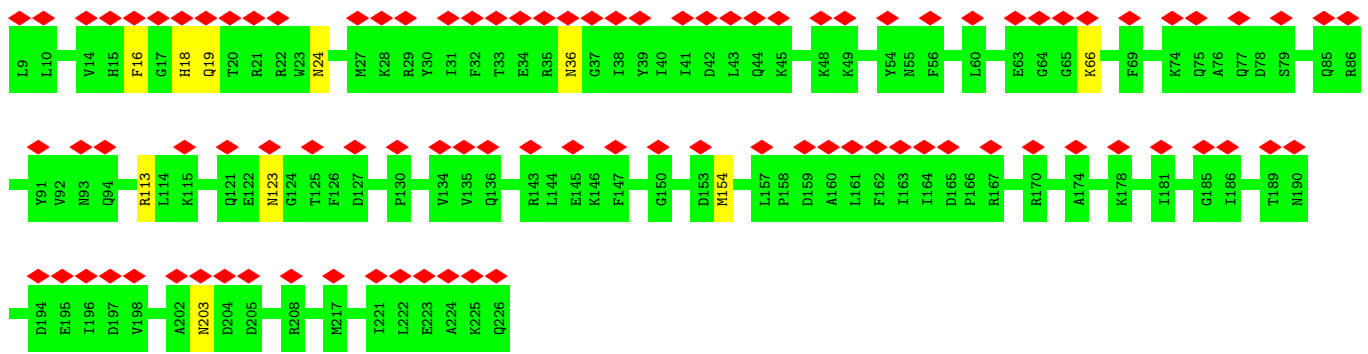 L9 L10 V14 H15 F16 G17 H18 Q19 T20 R21 R22 W23 N24 M27 K28 R29 Y30 I31 F32 T33 E34 R35 N36 G37 I38 Y39 I40 I41 D42 L43 Q44 K45 K48 K49 Y54 N55 F56 L60 E63 G64 G65 K66 F69 K74 Q75 A76 Q77 D78 S79 Q85 R86
Y91 V92 N93 Q94 R113 L114 K115 Q121 E122 N123 G124 T125 F126 D127 P130 V134 V135 Q136 R143 L144 E145 K146 F147 G150 D153 M154 L157 P158 D159 A160 L161 F162 I163 I164 D165 P166 R167 R170 A174 K178 I181 G185 I186 T189 N190
D194 E195 I196 D197 V198 A202 N203 D204 D205 R208 M217 I221 L222 E223 A224 K225 Q226